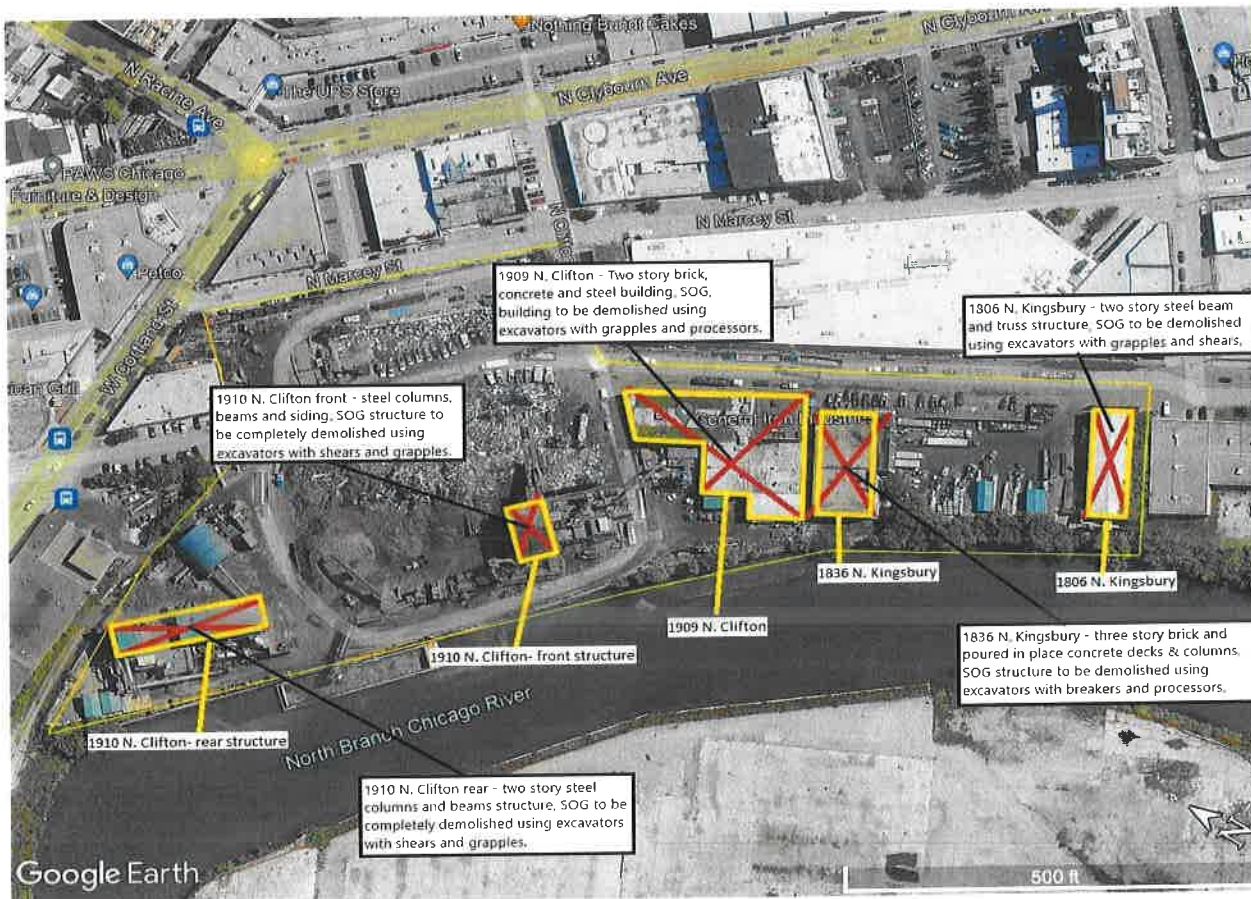 Nothing Bundt Cakes
N Clybourn Ave
N Racine Ave
The UPS Store
N Clybourn Ave
PAWS Chicago
Furniture & Design
N Marcey St
Petco
N Marcey St
W Cortland St
1909 N. Clifton - Two story brick,
concrete and steel building, SOG,
building to be demolished using
excavators with grapples and processors.
1806 N. Kingsbury - two story steel beam
and truss structure, SOG to be demolished
using excavators with grapples and shears.
1910 N. Clifton front - steel columns,
beams and siding, SOG structure to
be completely demolished using
excavators with shears and grapples.
General Iron Industries
1836 N. Kingsbury
1806 N. Kingsbury
1909 N. Clifton
1910 N. Clifton- front structure
1836 N. Kingsbury - three story brick and
poured in place concrete decks & columns,
SOG structure to be demolished using
excavators with breakers and processors.
1910 N. Clifton- rear structure
North Branch Chicago River
1910 N. Clifton rear - two story steel
columns and beams structure, SOG to be
completely demolished using excavators
with shears and grapples.
N
Google Earth
500 ft